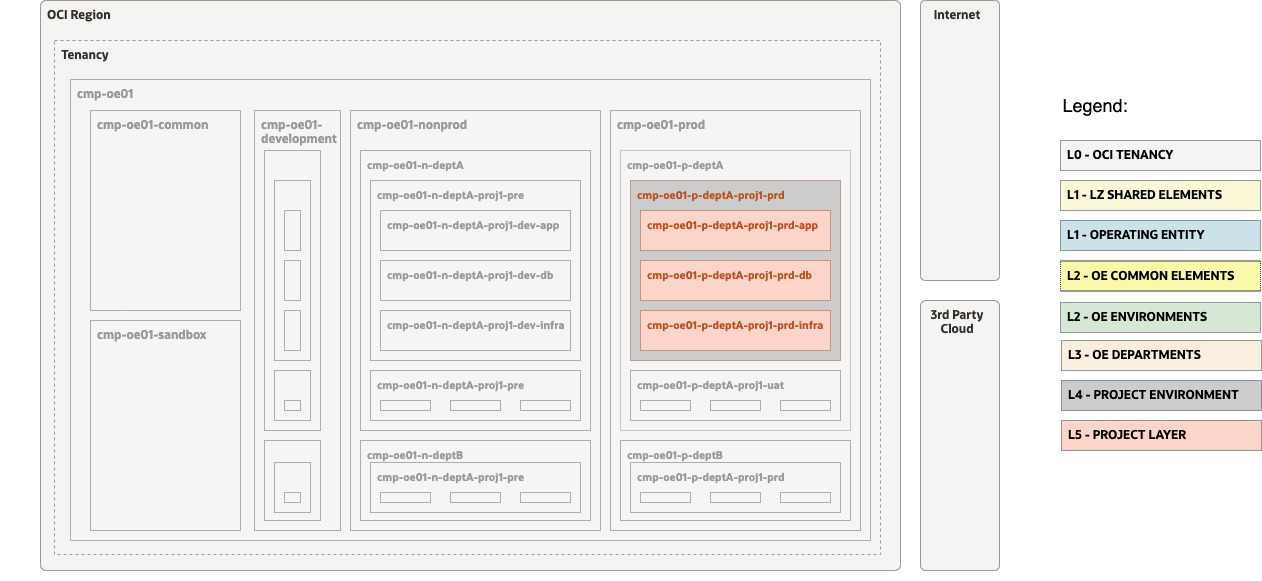 OCI Region
Tenancy
cmp-oe01
cmp-oe01-common
cmp-oe01-sandbox
cmp-oe01-
development
cmp-oe01-nonprod
cmp-oe01-n-deptA
cmp-oe01-n-deptA-proj1-pre
cmp-oe01-n-deptA-proj1-dev-app
cmp-oe01-n-deptA-proj1-dev-db
cmp-oe01-n-deptA-proj1-dev-infra
cmp-oe01-n-deptA-proj1-pre
cmp-oe01-n-deptB
cmp-oe01-n-deptA-proj1-pre
cmp-oe01-prod
cmp-oe01-p-deptA
cmp-oe01-p-deptA-proj1-prd
cmp-oe01-p-deptA-proj1-prd-app
cmp-oe01-p-deptA-proj1-prd-db
cmp-oe01-p-deptA-proj1-prd-infra
cmp-oe01-p-deptA-proj1-uat
cmp-oe01-p-deptB
cmp-oe01-p-deptA-proj1-prd
Internet
3rd Party
Cloud
Legend:
L0 - OCI TENANCY
L1 - LZ SHARED ELEMENTS
L1 - OPERATING ENTITY
L2 - OE COMMON ELEMENTS
L2 - OE ENVIRONMENTS
L3 - OE DEPARTMENTS
L4 - PROJECT ENVIRONMENT
L5 - PROJECT LAYER